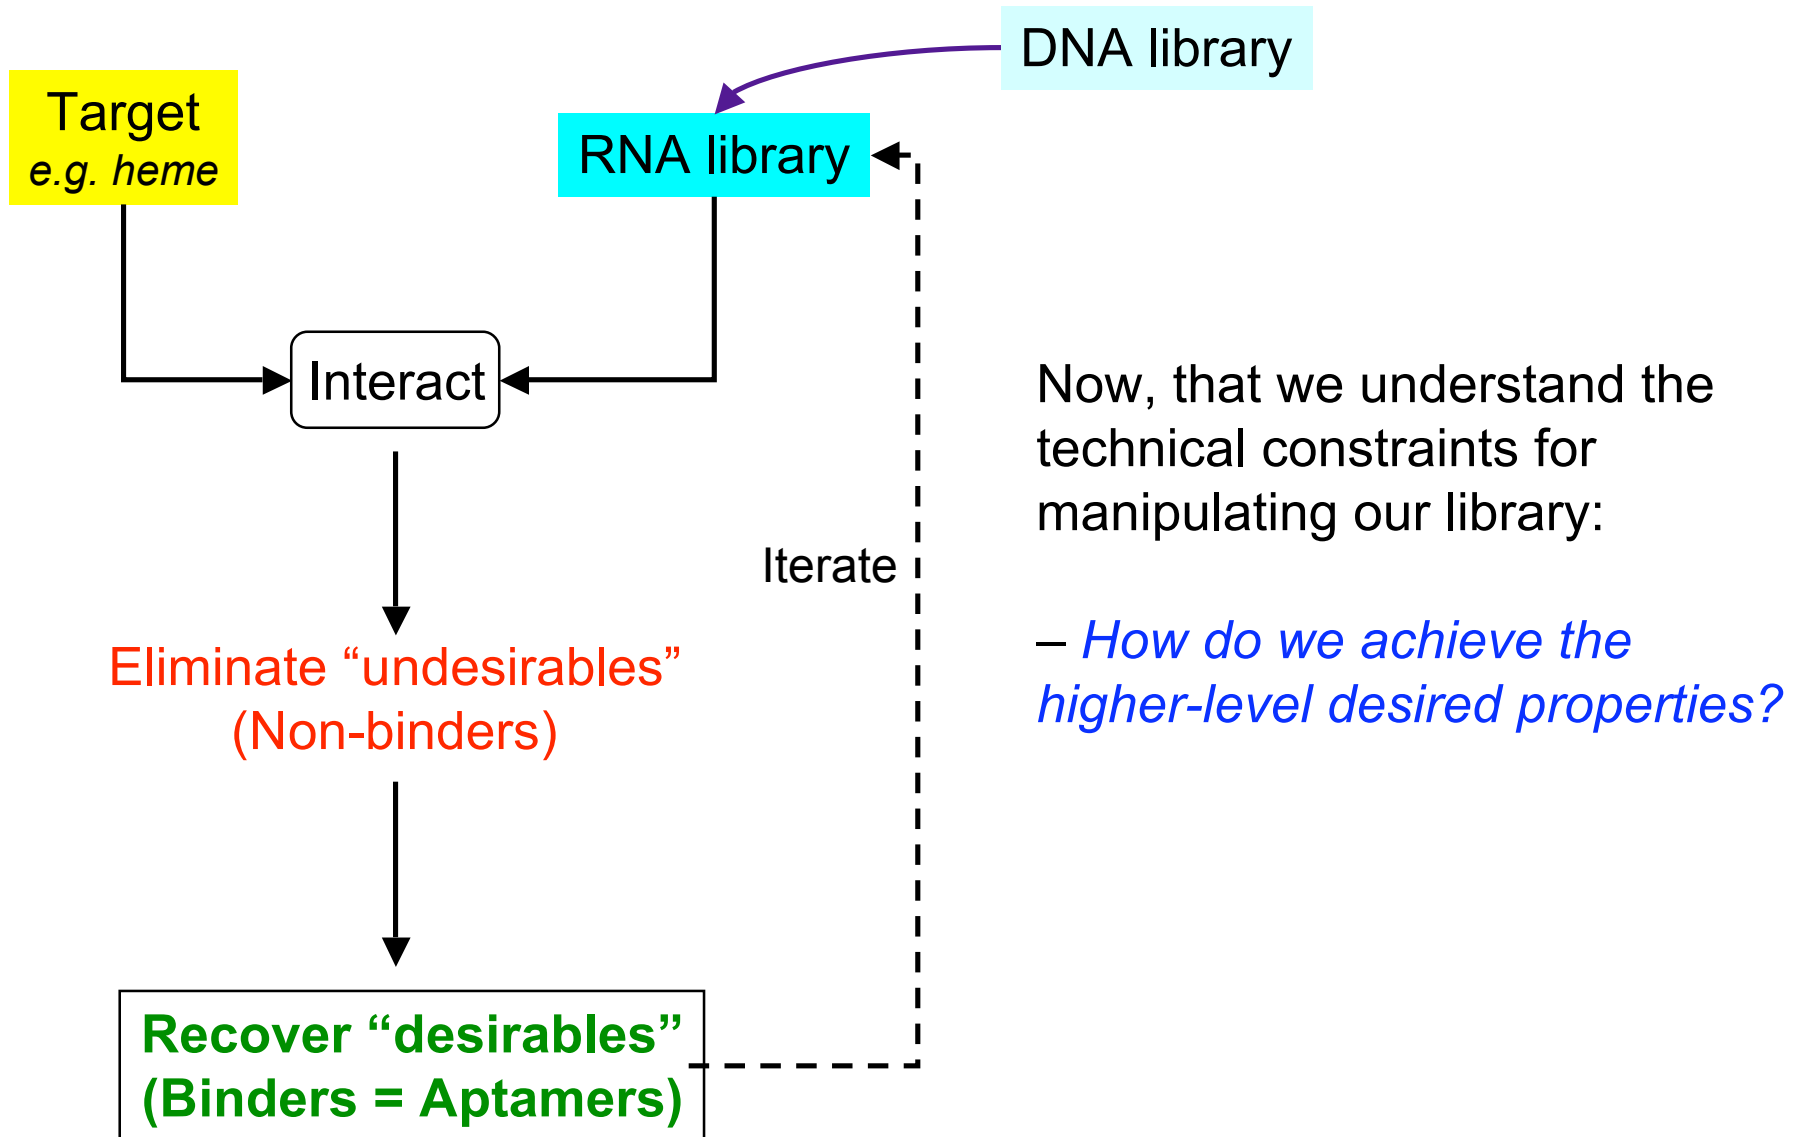 DNA library
Target
e.g. heme
RNA library
Interact
Iterate
Eliminate “undesirables”
(Non-binders)
Recover “desirables”
(Binders = Aptamers)
Now, that we understand the
technical constraints for
manipulating our library:
– How do we achieve the
higher-level desired properties?